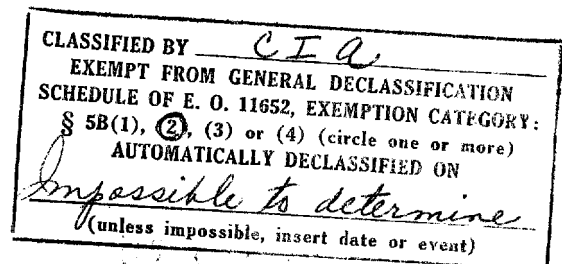 CLASSIFIED BY CIA
EXEMPT FROM GENERAL DECLASSIFICATION
SCHEDULE OF E. O. 11652, EXEMPTION CATEGORY:
§ 5B(1), (2), (3) or (4) (circle one or more)
AUTOMATICALLY DECLASSIFIED ON
Impossible to determine
(unless impossible, insert date or event)